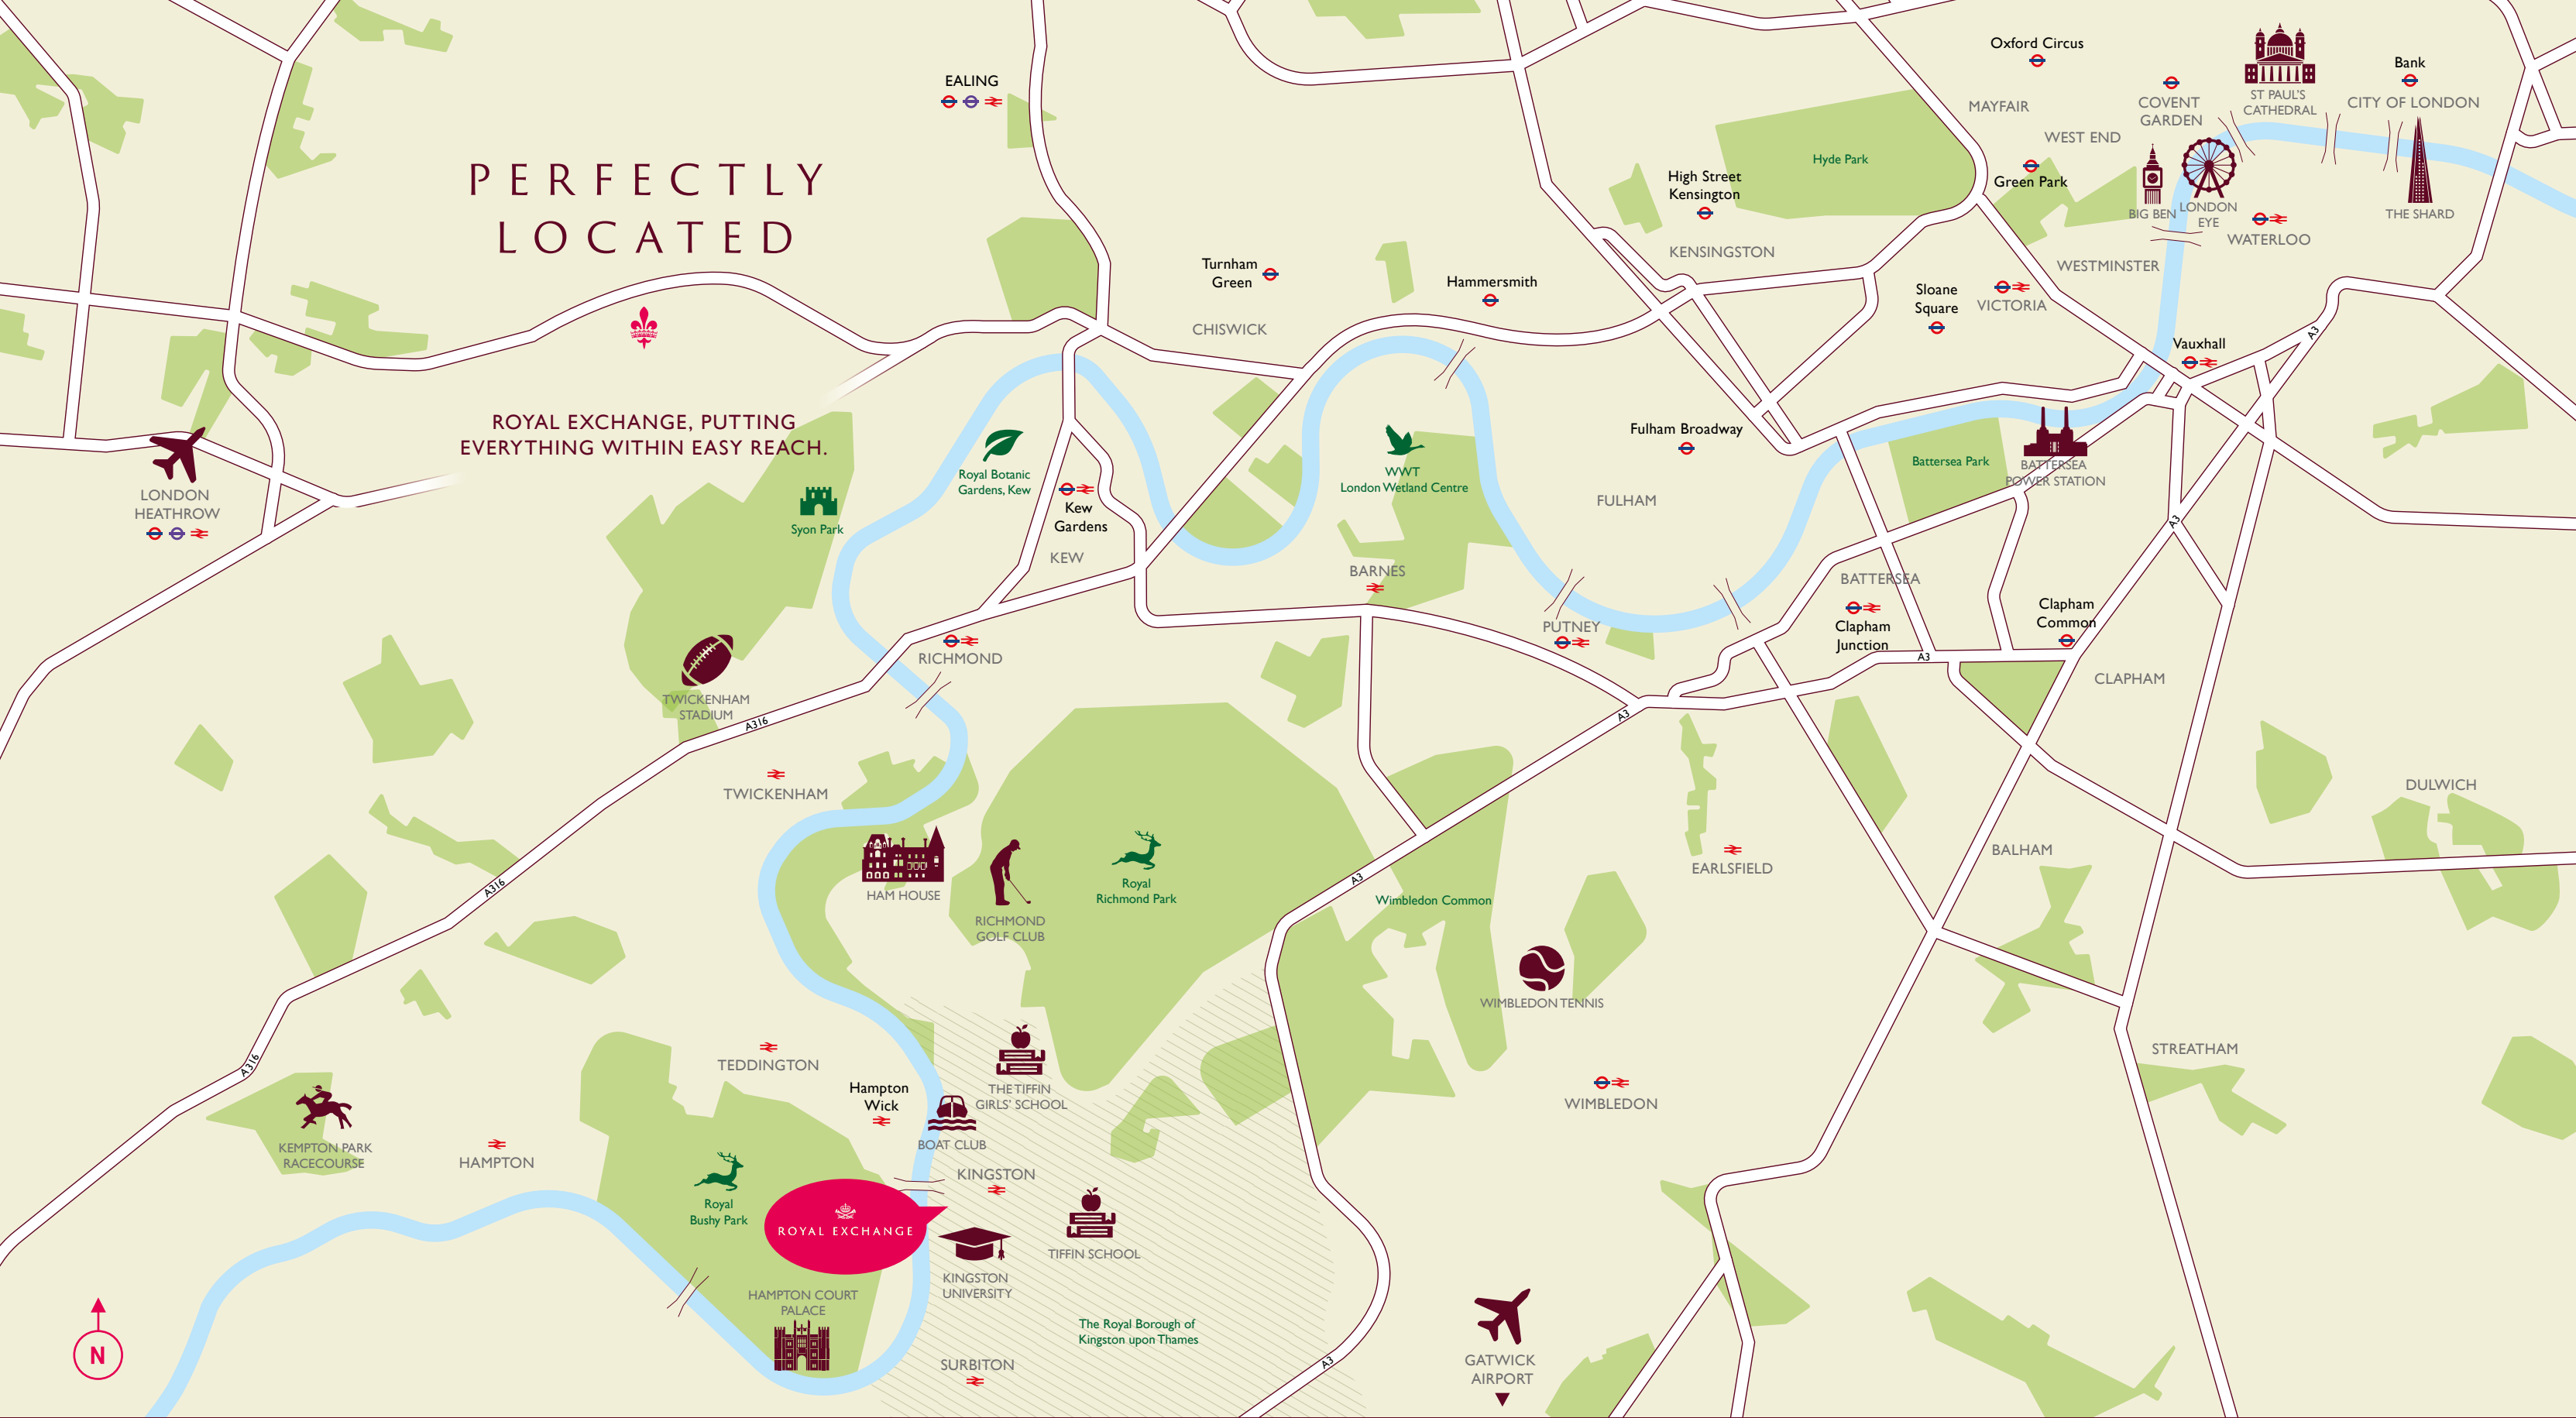 PERFECTLY
LOCATED
ROYAL EXCHANGE, PUTTING
EVERYTHING WITHIN EASY REACH.
EALING
Oxford Circus
MAYFAIR
WEST END
COVENT
GARDEN
ST PAUL'S
CATHEDRAL
Bank
CITY OF LONDON
Hyde Park
High Street
Kensington
Green Park
BIG BEN
LONDON
EYE
WATERLOO
THE SHARD
KENSINGSTON
WESTMINSTER
Turnham
Green
Hammersmith
Sloane
Square
VICTORIA
CHISWICK
Vauxhall
A3
LONDON
HEATHROW
Syon Park
Royal Botanic
Gardens, Kew
Kew
Gardens
KEW
WWT
London Wetland Centre
Fulham Broadway
FULHAM
Battersea Park
BATTERSEA
POWER STATION
A3
BARNES
BATTERSEA
Clapham
Junction
Clapham
Common
A3
CLAPHAM
PUTNEY
RICHMOND
TWICKENHAM
STADIUM
A316
A3
TWICKENHAM
DULWICH
BALHAM
EARLSFIELD
HAM HOUSE
RICHMOND
GOLF CLUB
Royal
Richmond Park
A3
Wimbledon Common
A316
WIMBLEDON TENNIS
A316
TEDDINGTON
Hampton
Wick
THE TIFFIN
GIRLS' SCHOOL
STREATHAM
WIMBLEDON
KEMPTON PARK
RACECOURSE
HAMPTON
BOAT CLUB
KINGSTON
Royal
Bushy Park
ROYAL EXCHANGE
TIFFIN SCHOOL
KINGSTON
UNIVERSITY
HAMPTON COURT
PALACE
The Royal Borough of
Kingston upon Thames
SURBITON
A3
GATWICK
AIRPORT
N